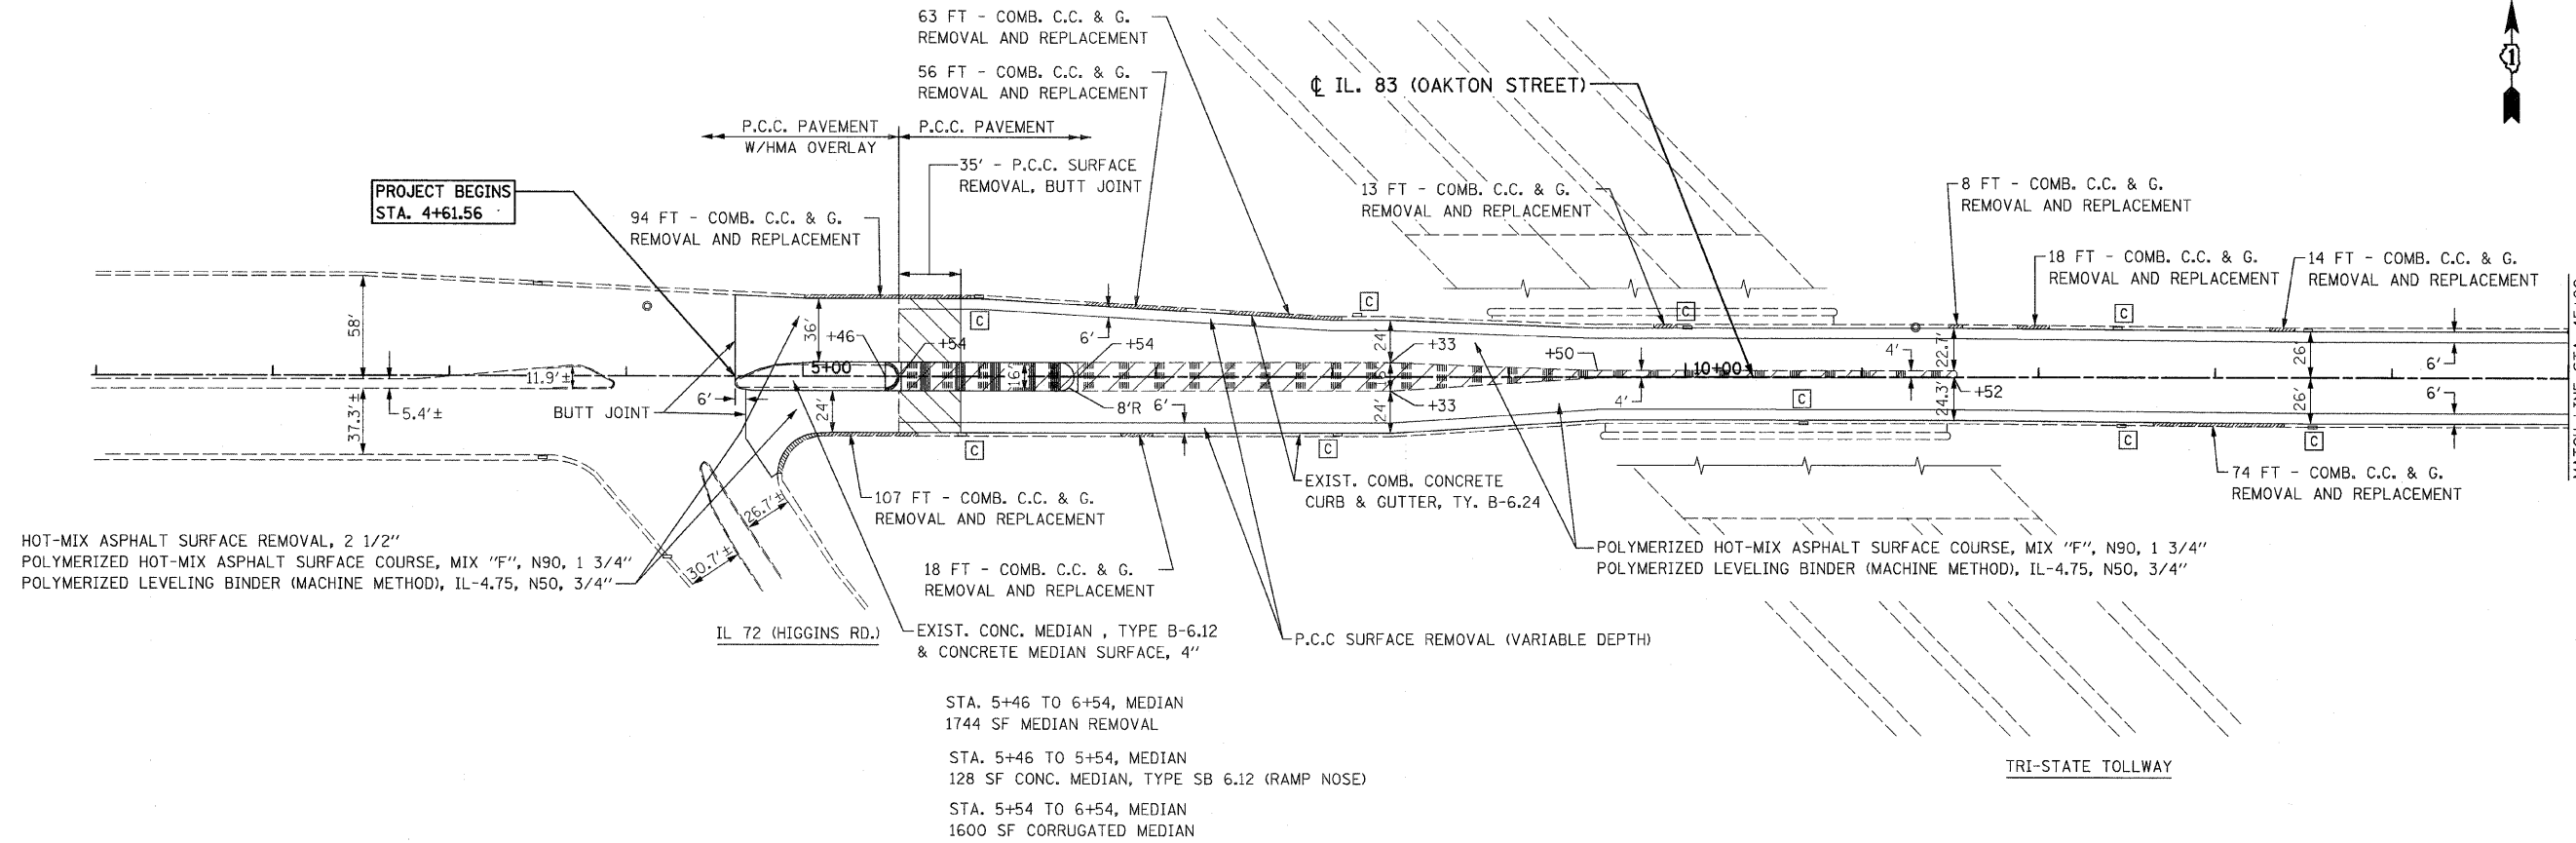 63 FT - COMB. C.C. & G.
REMOVAL AND REPLACEMENT
56 FT - COMB. C.C. & G.
REMOVAL AND REPLACEMENT
℄ IL. 83 (OAKTON STREET)
P.C.C. PAVEMENT
W/HMA OVERLAY
P.C.C. PAVEMENT
35' - P.C.C. SURFACE
REMOVAL, BUTT JOINT
PROJECT BEGINS
STA. 4+61.56
94 FT - COMB. C.C. & G.
REMOVAL AND REPLACEMENT
13 FT - COMB. C.C. & G.
REMOVAL AND REPLACEMENT
8 FT - COMB. C.C. & G.
REMOVAL AND REPLACEMENT
18 FT - COMB. C.C. & G.
REMOVAL AND REPLACEMENT
14 FT - COMB. C.C. & G.
REMOVAL AND REPLACEMENT
1
58'
36'
+46
+54
C
6'
+54
C
24'
+33
+50
C
4'
22.7'
C
26'
6'
11.9'±
5+00
16'
10+00
5.4'±
37.3'±
BUTT JOINT
6'
24'
8'R
6'
24'
+33
4'
C
24.3'
+52
26'
6'
C
C
C
C
107 FT - COMB. C.C. & G.
REMOVAL AND REPLACEMENT
EXIST. COMB. CONCRETE
CURB & GUTTER, TY. B-6.24
74 FT - COMB. C.C. & G.
REMOVAL AND REPLACEMENT
26.7'±
30.7'±
HOT-MIX ASPHALT SURFACE REMOVAL, 2 1/2"
POLYMERIZED HOT-MIX ASPHALT SURFACE COURSE, MIX "F", N90, 1 3/4"
POLYMERIZED LEVELING BINDER (MACHINE METHOD), IL-4.75, N50, 3/4"
18 FT - COMB. C.C. & G.
REMOVAL AND REPLACEMENT
POLYMERIZED HOT-MIX ASPHALT SURFACE COURSE, MIX "F", N90, 1 3/4"
POLYMERIZED LEVELING BINDER (MACHINE METHOD), IL-4.75, N50, 3/4"
IL 72 (HIGGINS RD.)
EXIST. CONC. MEDIAN , TYPE B-6.12
& CONCRETE MEDIAN SURFACE, 4"
P.C.C SURFACE REMOVAL (VARIABLE DEPTH)
STA. 5+46 TO 6+54, MEDIAN
1744 SF MEDIAN REMOVAL
STA. 5+46 TO 5+54, MEDIAN
128 SF CONC. MEDIAN, TYPE SB 6.12 (RAMP NOSE)
STA. 5+54 TO 6+54, MEDIAN
1600 SF CORRUGATED MEDIAN
TRI-STATE TOLLWAY